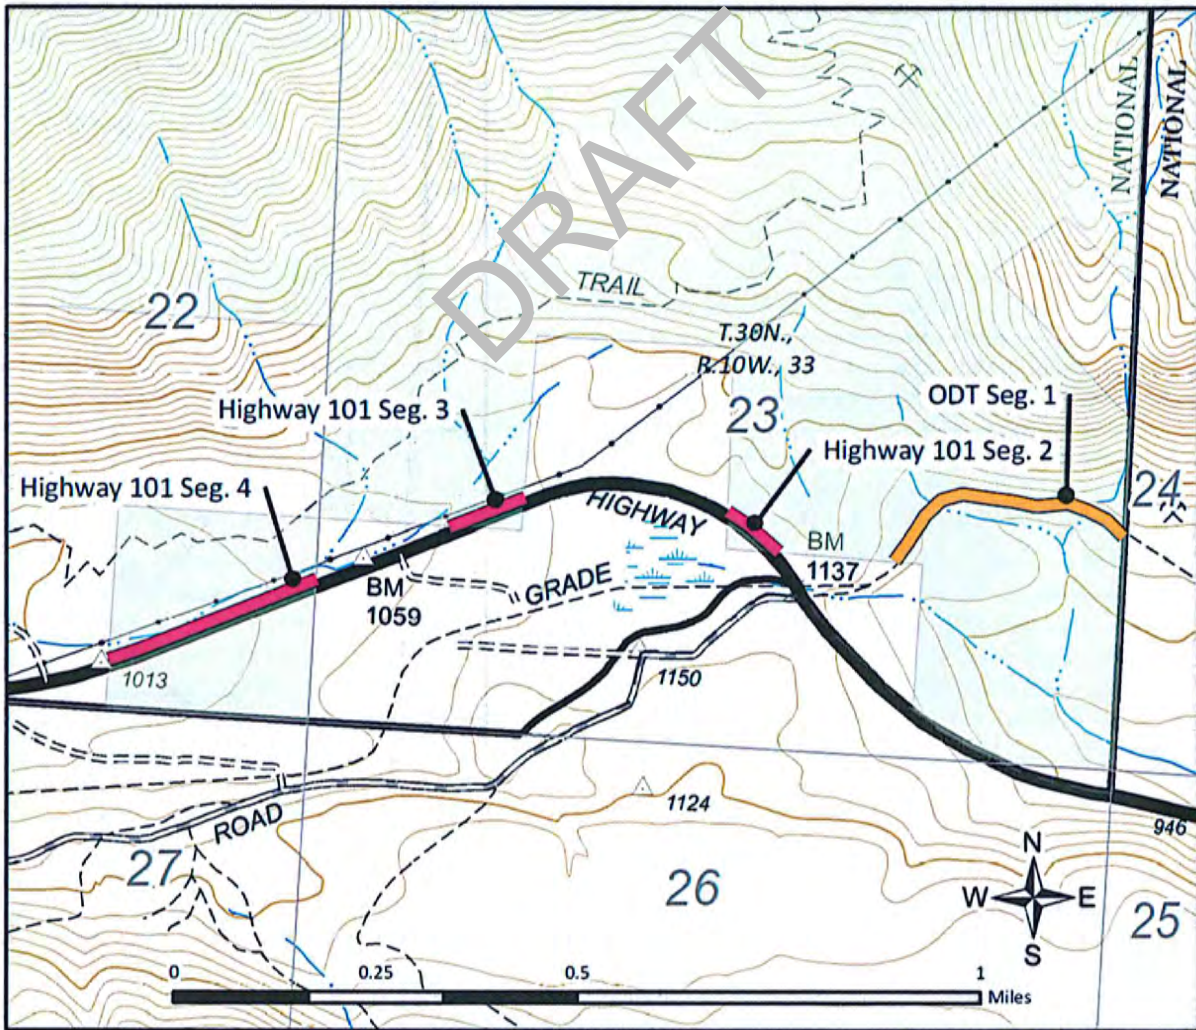 DRAFT
NATIONAL
NATIONAL
22
TRAIL
T.30N.,
R.10W., 33
23
ODT Seg. 1
Highway 101 Seg. 3
Highway 101 Seg. 2
Highway 101 Seg. 4
24
HIGHWAY
BM
1137
GRADE
BM
1059
1013
1150
1124
946
ROAD
27
26
25
N
W E
S
0 0.25 0.5 1
Miles